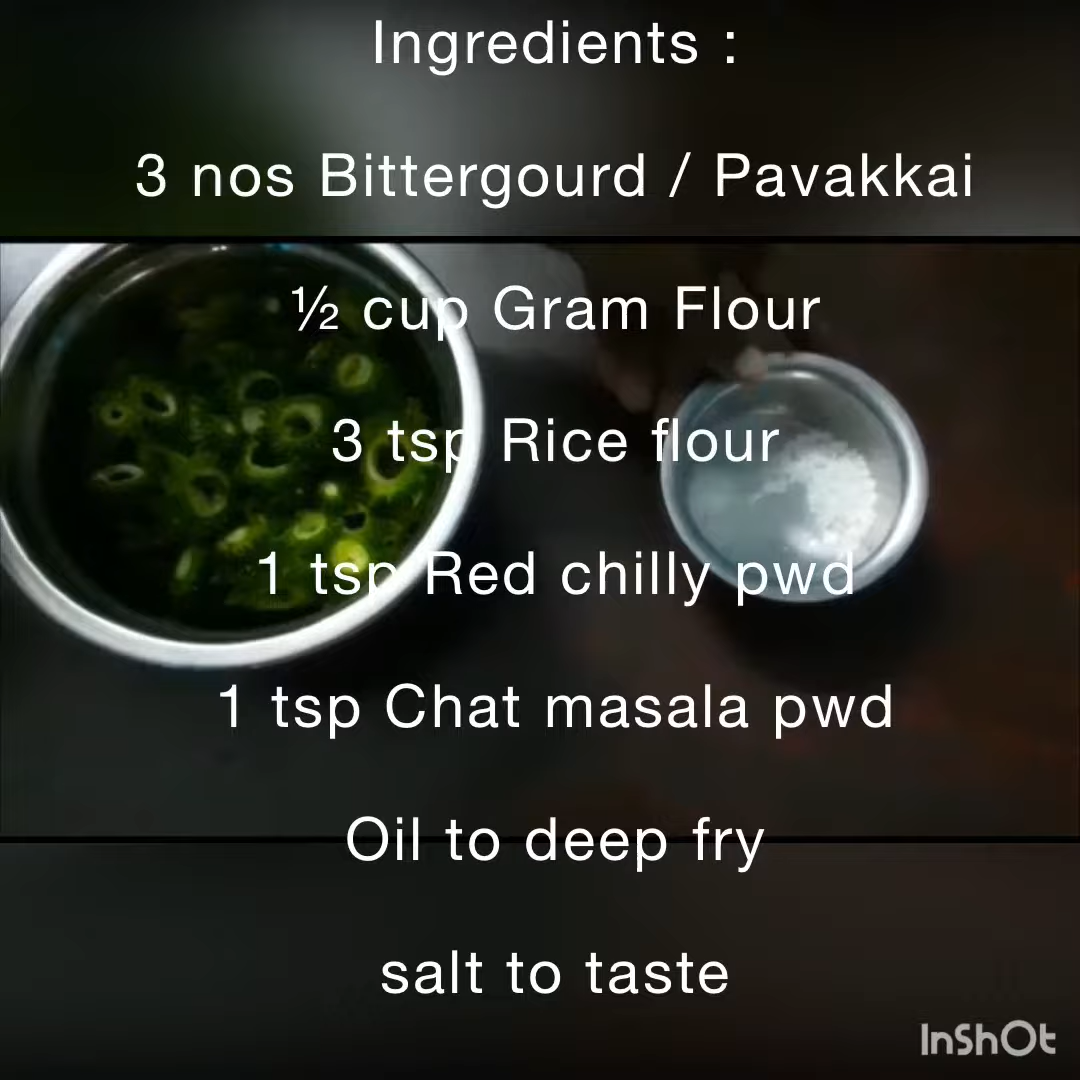 Ingredients :
3 nos Bittergourd / Pavakkai
½ cup Gram Flour
3 tsp Rice flour
1 tsp Red chilly pwd
1 tsp Chat masala pwd
Oil to deep fry
salt to taste
InShOt